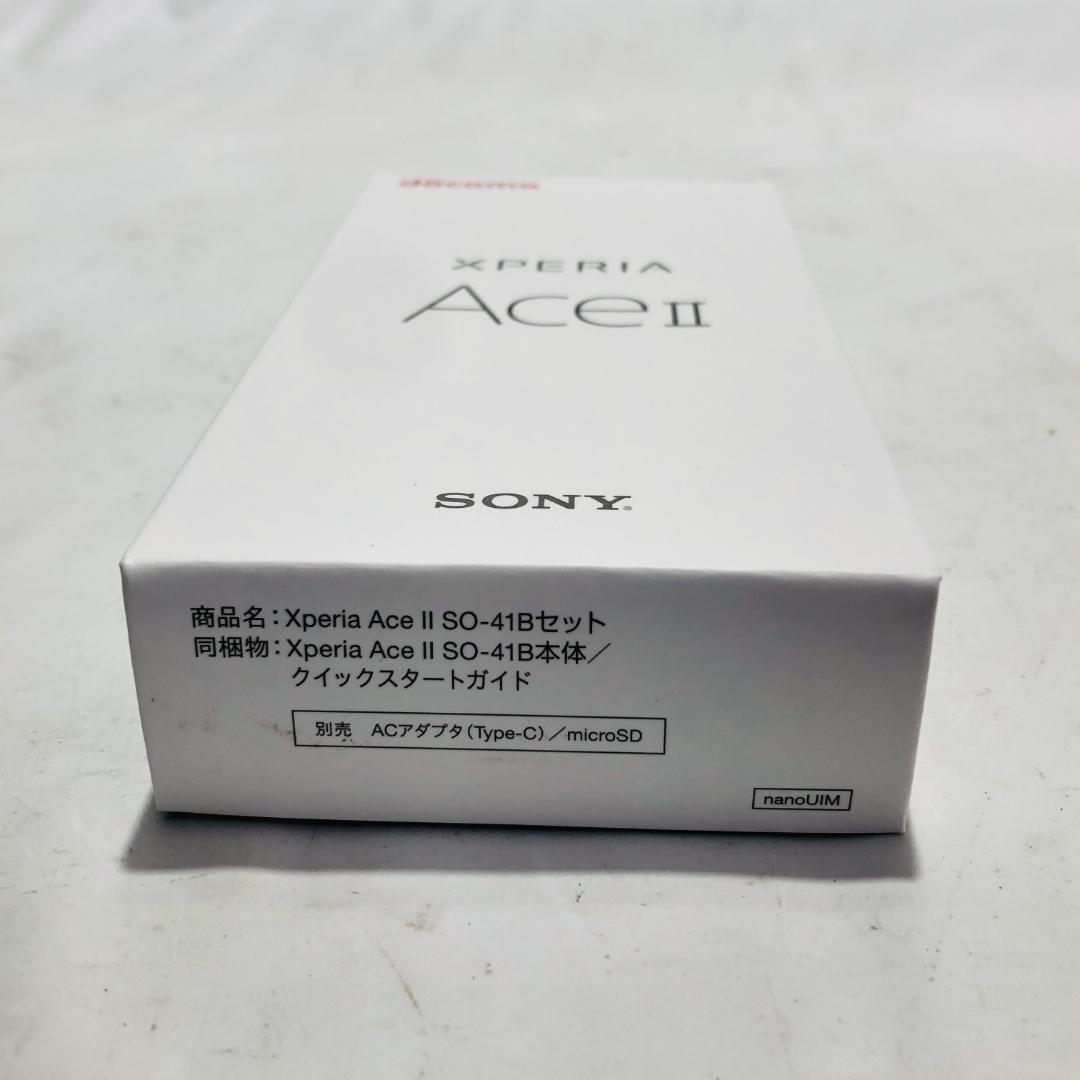 docomo
XPERIA
Ace II
SONY
商品名：Xperia Ace II SO-41Bセット
同梱物：Xperia Ace II SO-41B本体／
クイックスタートガイド
別売 ACアダプタ（Type-C）／microSD
nanoUIM